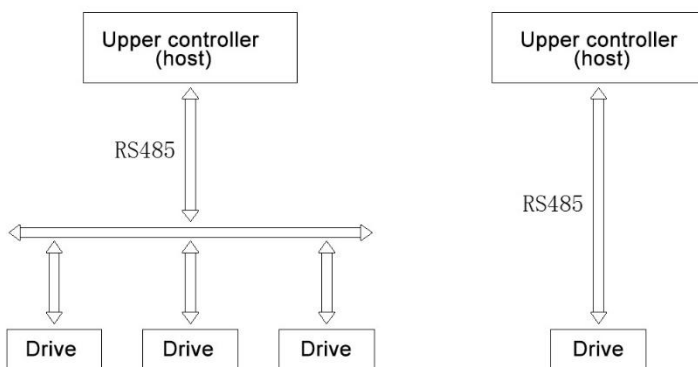 Upper controller
(host)
RS485
Drive
Drive
Drive
Upper controller
(host)
RS485
Drive